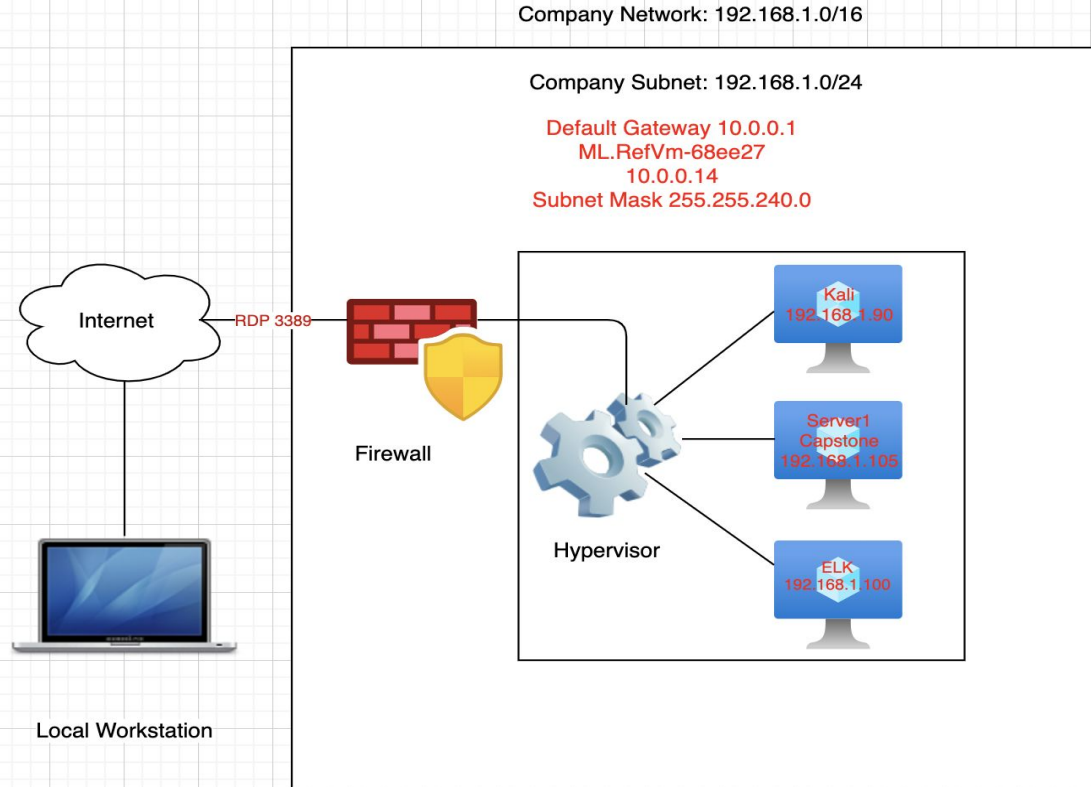 Company Network: 192.168.1.0/16
Company Subnet: 192.168.1.0/24
Default Gateway 10.0.0.1
ML.RefVm-68ee27
10.0.0.14
Subnet Mask 255.255.240.0
Internet
RDP 3389
Firewall
Hypervisor
Kali
192.168.1.90
Server1
Capstone
192.168.1.105
ELK
192.168.1.100
Local Workstation